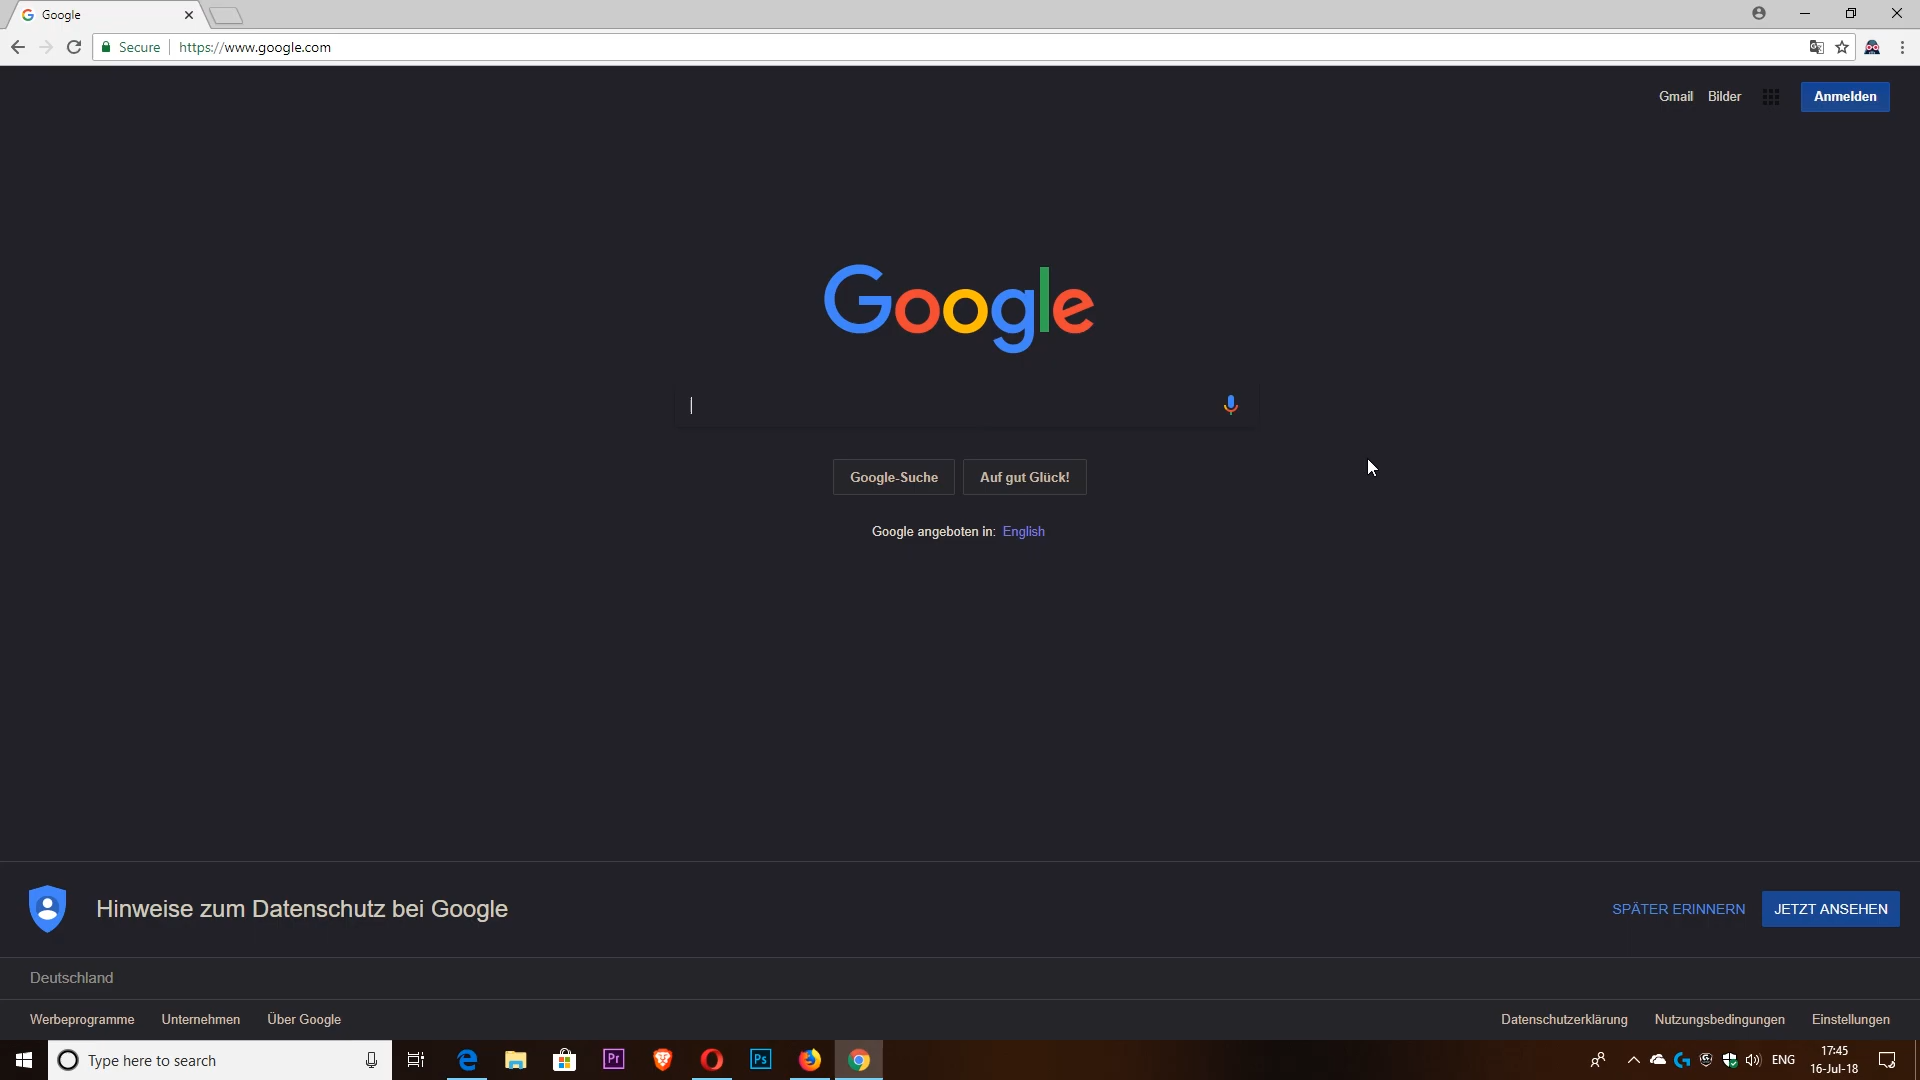 Google
Secure https://www.google.com
Gmail Bilder Anmelden
Google
Google-Suche Auf gut Glück!
Google angeboten in: English
Hinweise zum Datenschutz bei Google SPÄTER ERINNERN JETZT ANSEHEN
Deutschland
Werbeprogramme Unternehmen Über Google Datenschutzerklärung Nutzungsbedingungen Einstellungen
Type here to search Pr Ps ENG 17:45
16-Jul-18